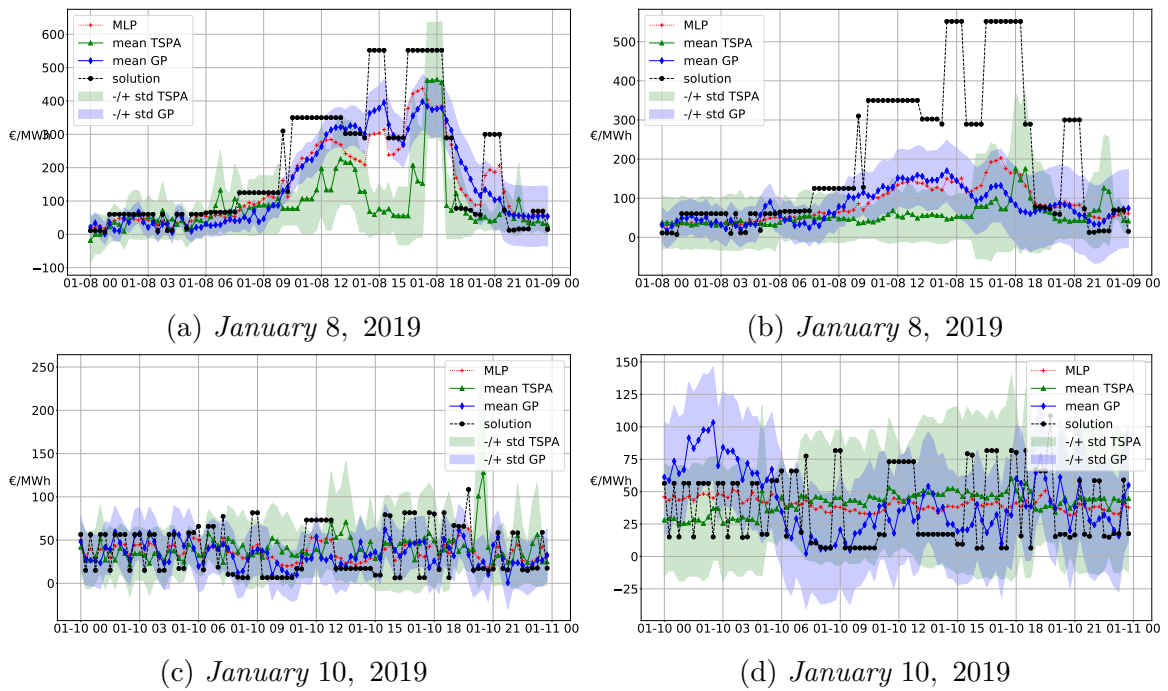 600
500
400
300
200
100
0
−100
€/MWh
MLP
mean TSPA
mean GP
solution
-/+ std TSPA
-/+ std GP
01-08 00 01-08 03 01-08 06 01-08 09 01-08 12 01-08 15 01-08 18 01-08 21 01-09 00
(a) January 8, 2019
500
400
300
200
100
0
€/MWh
MLP
mean TSPA
mean GP
solution
-/+ std TSPA
-/+ std GP
01-08 00 01-08 03 01-08 06 01-08 09 01-08 12 01-08 15 01-08 18 01-08 21 01-09 00
(b) January 8, 2019
250
200
150
100
50
0
€/MWh
MLP
mean TSPA
mean GP
solution
-/+ std TSPA
-/+ std GP
01-10 00 01-10 03 01-10 06 01-10 09 01-10 12 01-10 15 01-10 18 01-10 21 01-11 00
(c) January 10, 2019
150
125
100
75
50
25
0
−25
€/MWh
MLP
mean TSPA
mean GP
solution
-/+ std TSPA
-/+ std GP
01-10 00 01-10 03 01-10 06 01-10 09 01-10 12 01-10 15 01-10 18 01-10 21 01-11 00
(d) January 10, 2019